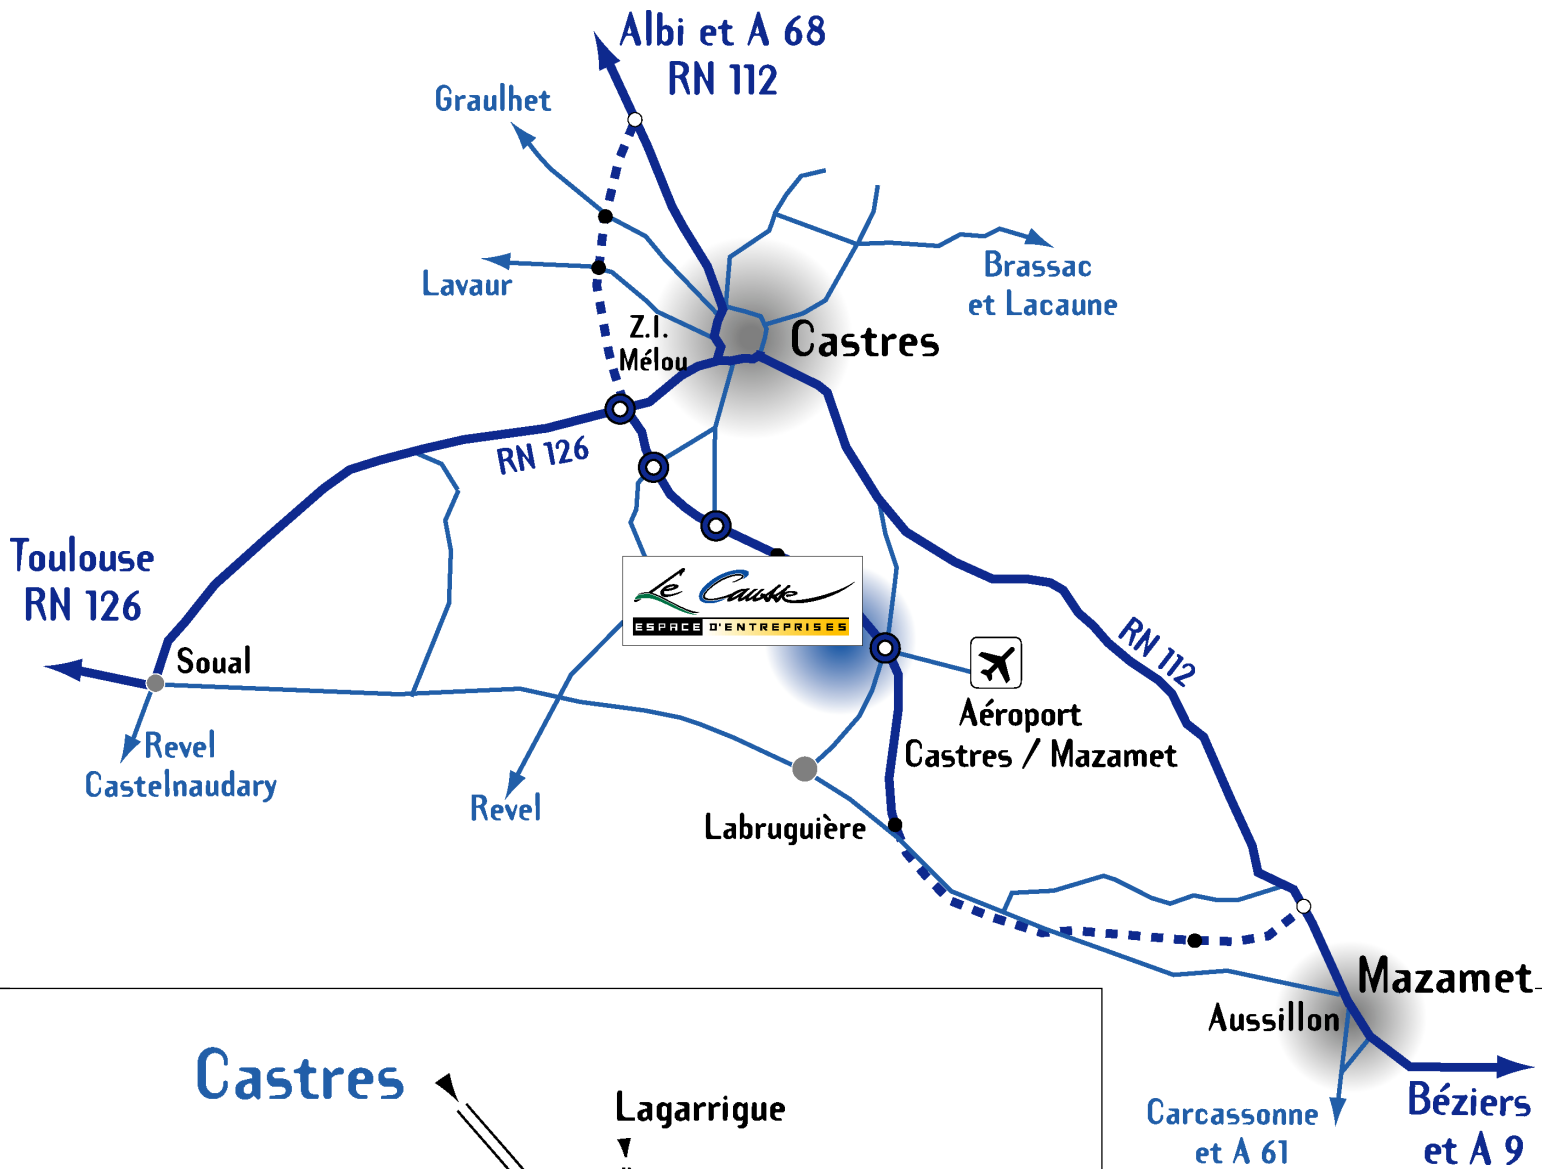 Albi et A 68
RN 112
Graulhet
Lavaur
Brassac
et Lacaune
Z.I.
Mélou
Castres
RN 126
Toulouse
RN 126
Le Causse
ESPACE D'ENTREPRISES
RN 112
Soual
Aéroport
Castres / Mazamet
Revel
Castelnaudary
Revel
Labruguière
Mazamet
Aussillon
Béziers
et A 9
Carcassonne
et A 61
Castres
Lagarrigue